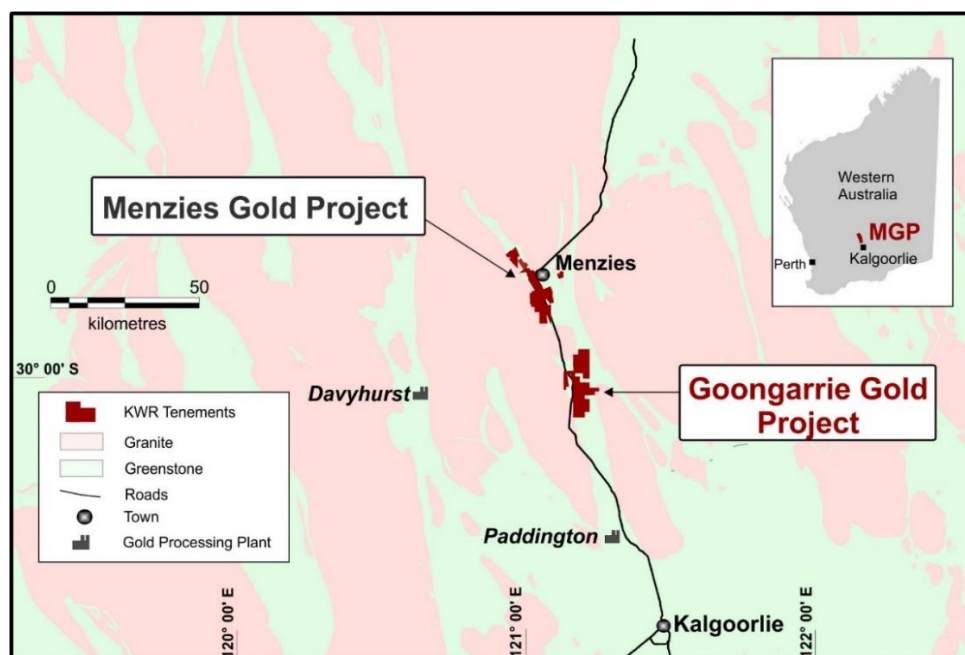 Menzies Gold Project
Menzies
0 50
kilometres
30° 00' S
Davyhurst
Goongarrie Gold
Project
Paddington
Kalgoorlie
120° 00' E
121° 00' E
122° 00' E
KWR Tenements
Granite
Greenstone
Roads
Town
Gold Processing Plant
Western
Australia
MGP
Kalgoorlie
Perth